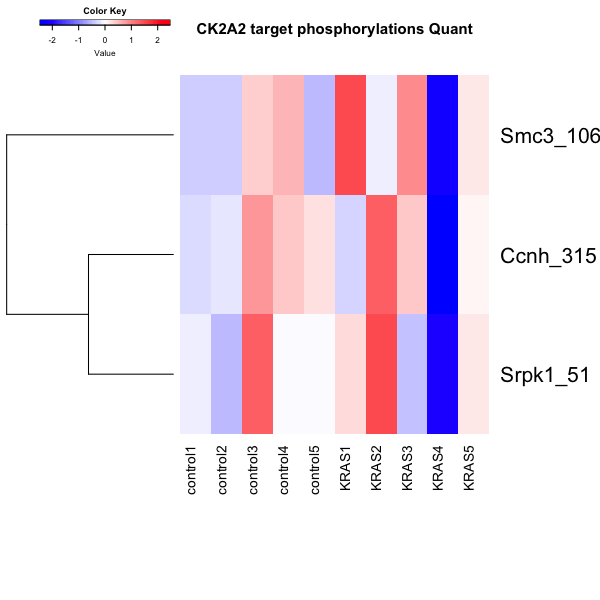 Color Key
-2 -1 0 1 2
Value
CK2A2 target phosphorylations Quant
Smc3_106
Ccnh_315
Srpk1_51
control1
control2
control3
control4
control5
KRAS1
KRAS2
KRAS3
KRAS4
KRAS5